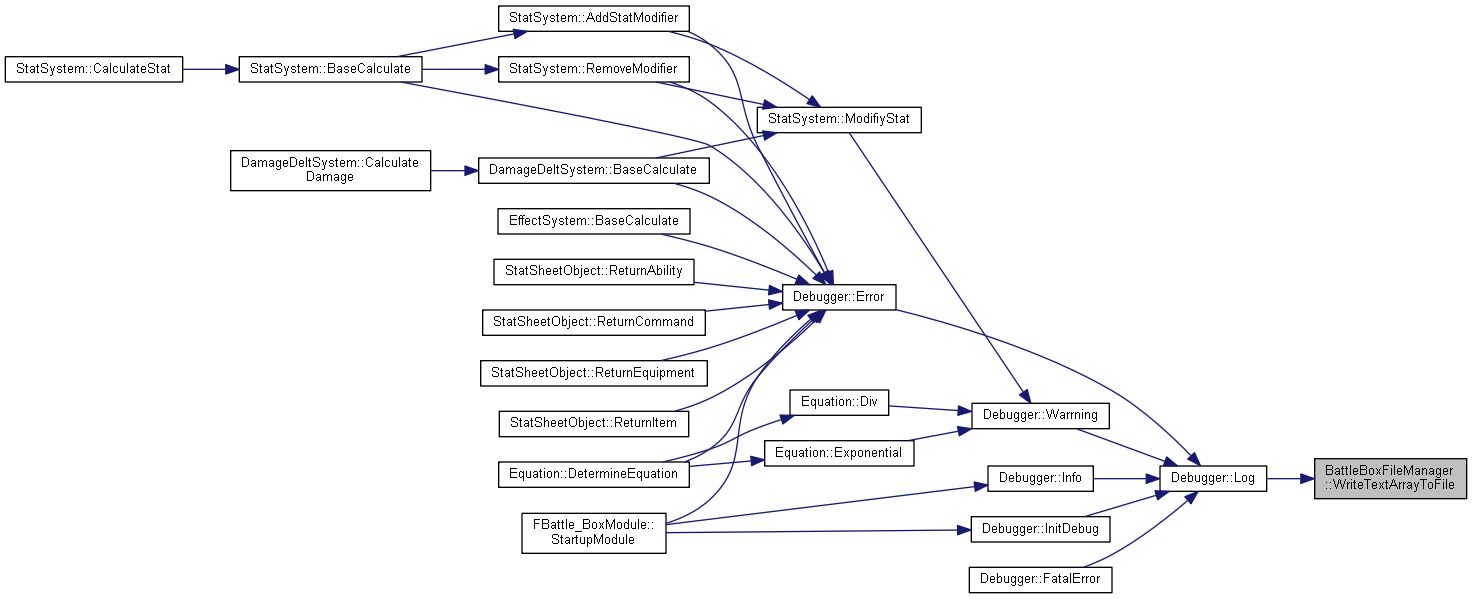 StatSystem::AddStatModifier
StatSystem::CalculateStat
StatSystem::BaseCalculate
StatSystem::RemoveModifier
StatSystem::ModifiyStat
DamageDeltSystem::Calculate
Damage
DamageDeltSystem::BaseCalculate
EffectSystem::BaseCalculate
StatSheetObject::ReturnAbility
Debugger::Error
StatSheetObject::ReturnCommand
StatSheetObject::ReturnEquipment
Equation::Div
Debugger::Warrning
StatSheetObject::ReturnItem
Equation::Exponential
Equation::DetermineEquation
Debugger::Info
Debugger::Log
BattleBoxFileManager
::WriteTextArrayToFile
FBattle_BoxModule::
StartupModule
Debugger::InitDebug
Debugger::FatalError